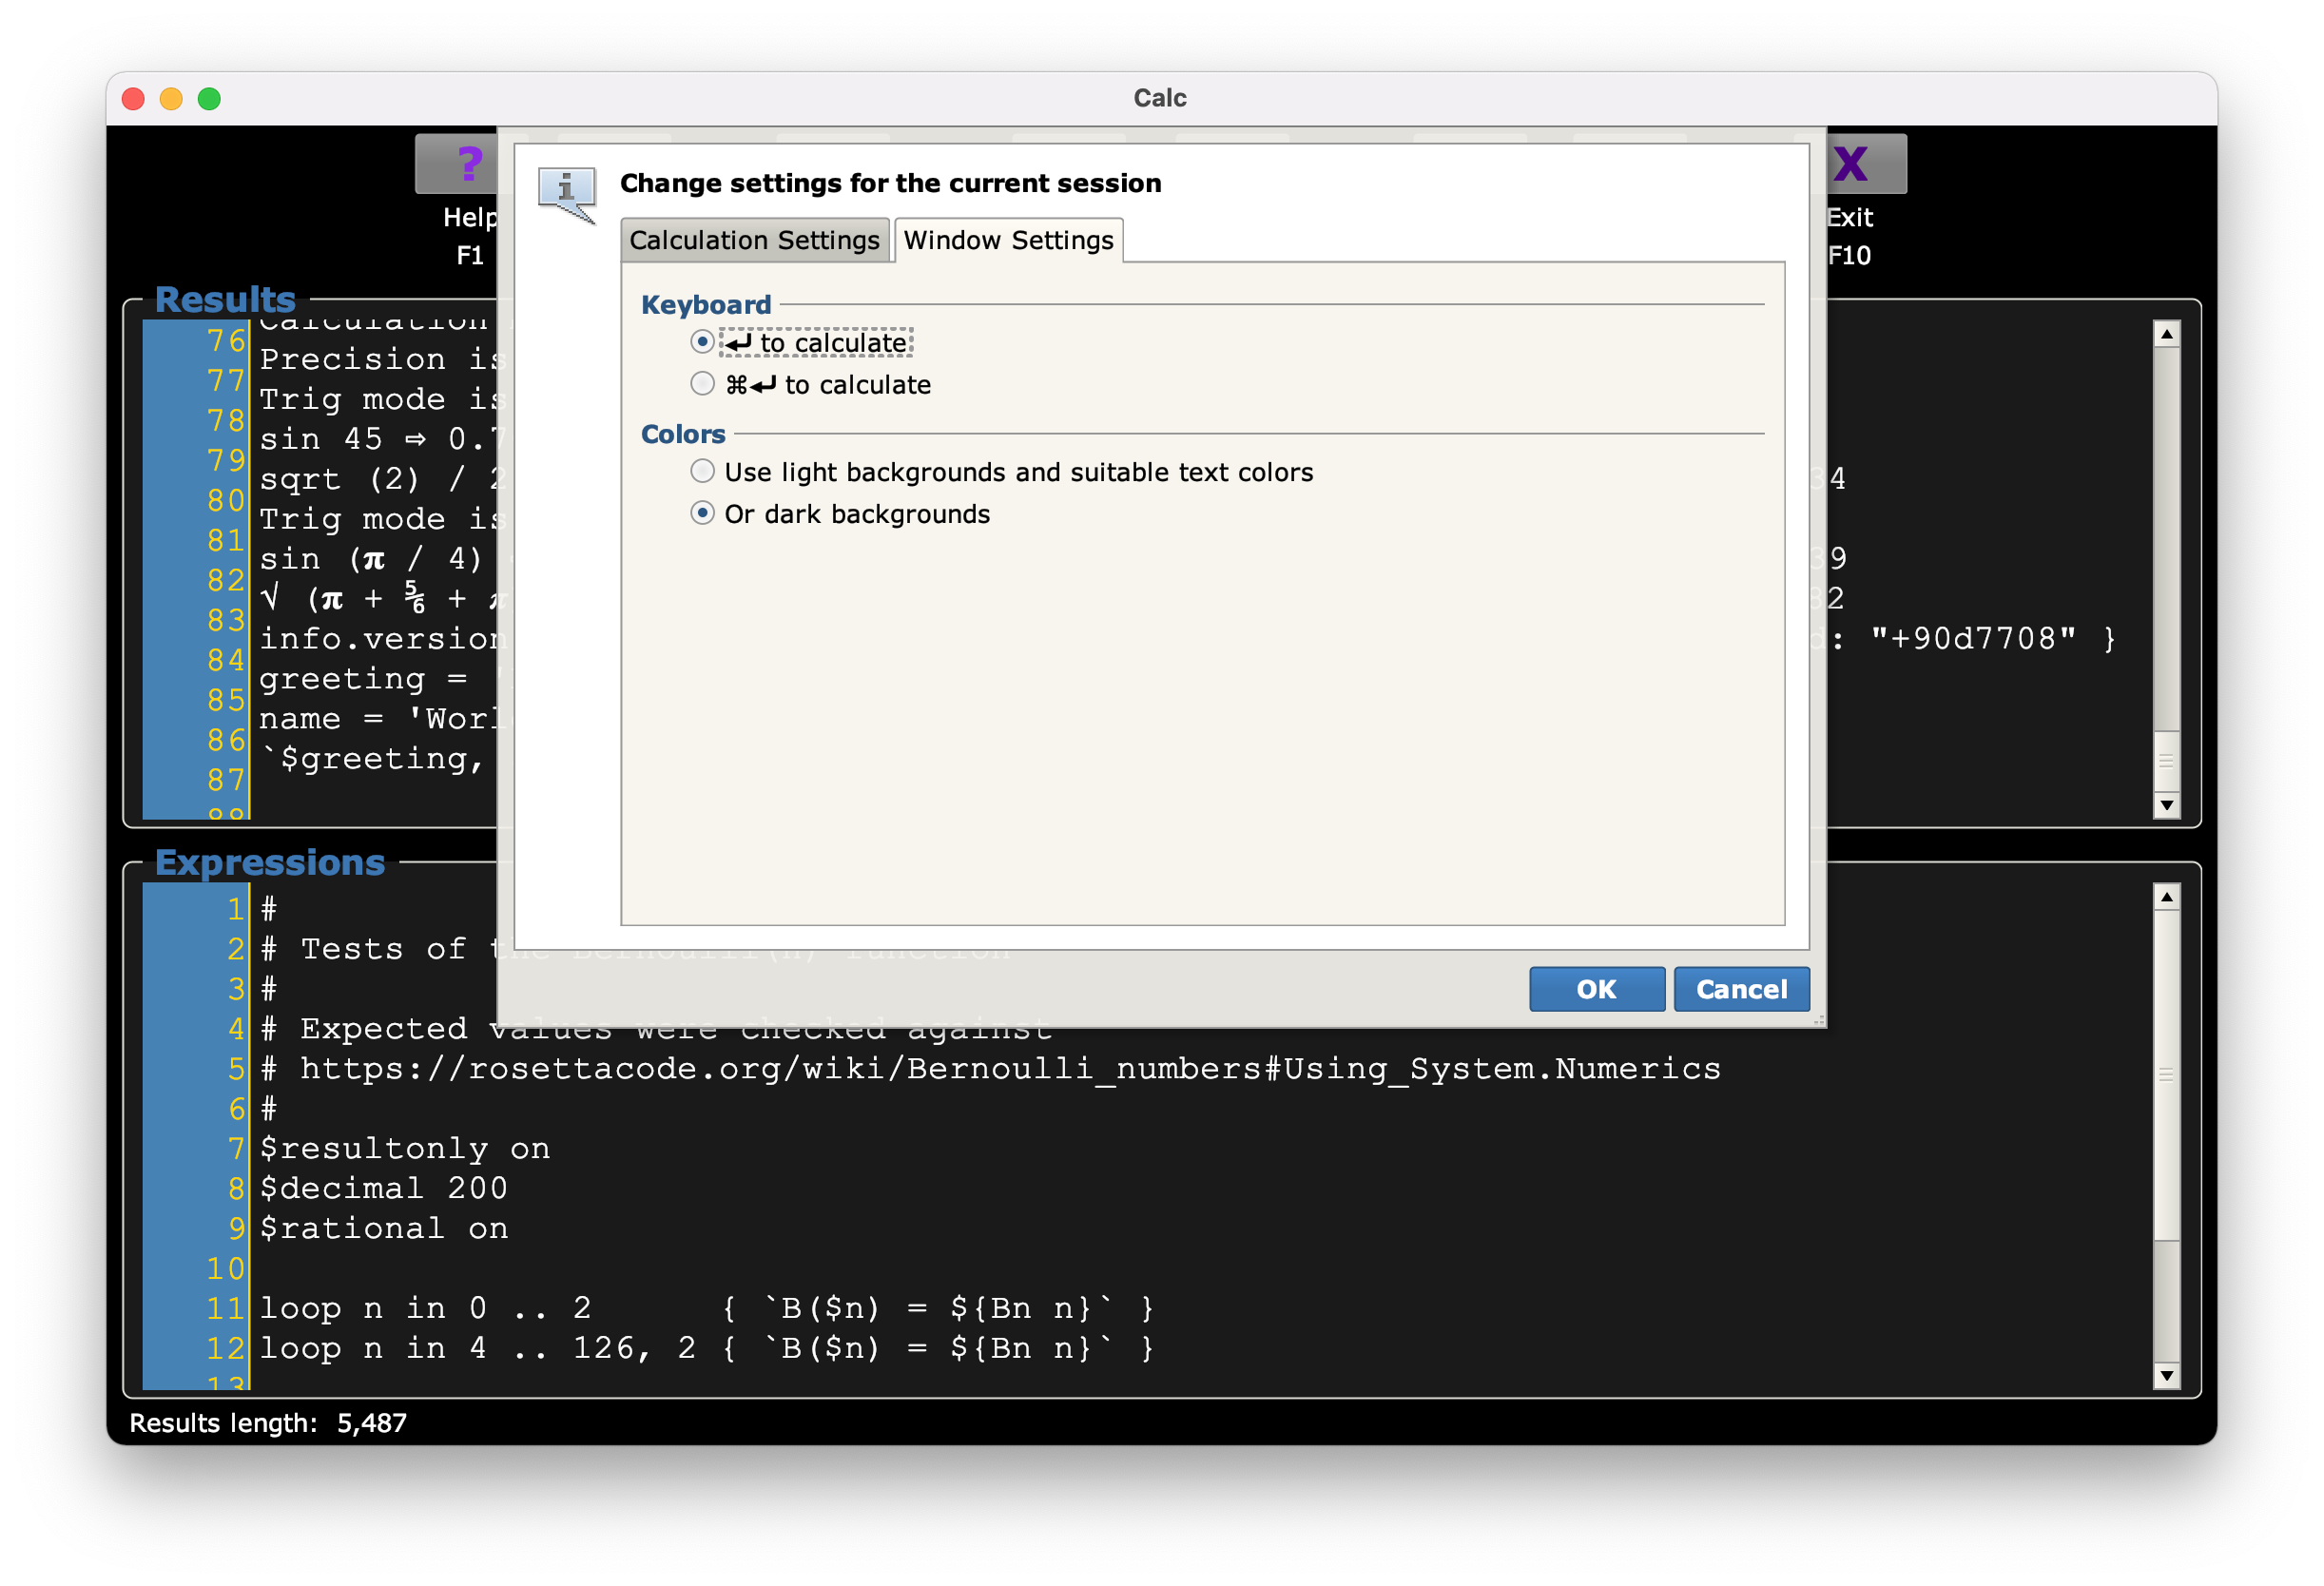 Calc
?
X
Help
F1
Exit
F10
Change settings for the current session
Calculation Settings
Window Settings
Keyboard
⏎ to calculate
⌘⏎ to calculate
Colors
Use light backgrounds and suitable text colors
Or dark backgrounds
OK
Cancel
Results
76 Calculation
77 Precision is
78 Trig mode is
79 sin 45 ⇨ 0.7
80 sqrt (2) / 2 34
81 Trig mode is
82 sin (π / 4) 39
83 √ (π + ⅚ + π 82
84 info.version d: "+90d7708" }
85 greeting = '
86 name = 'Worl
87 `$greeting,
88
Expressions
1 #
2 # Tests of the Bernoulli(n) function
3 #
4 # Expected values were checked against
5 # https://rosettacode.org/wiki/Bernoulli_numbers#Using_System.Numerics
6 #
7 $resultonly on
8 $decimal 200
9 $rational on
10
11 loop n in 0 .. 2 { `B($n) = ${Bn n}` }
12 loop n in 4 .. 126, 2 { `B($n) = ${Bn n}` }
13
Results length: 5,487